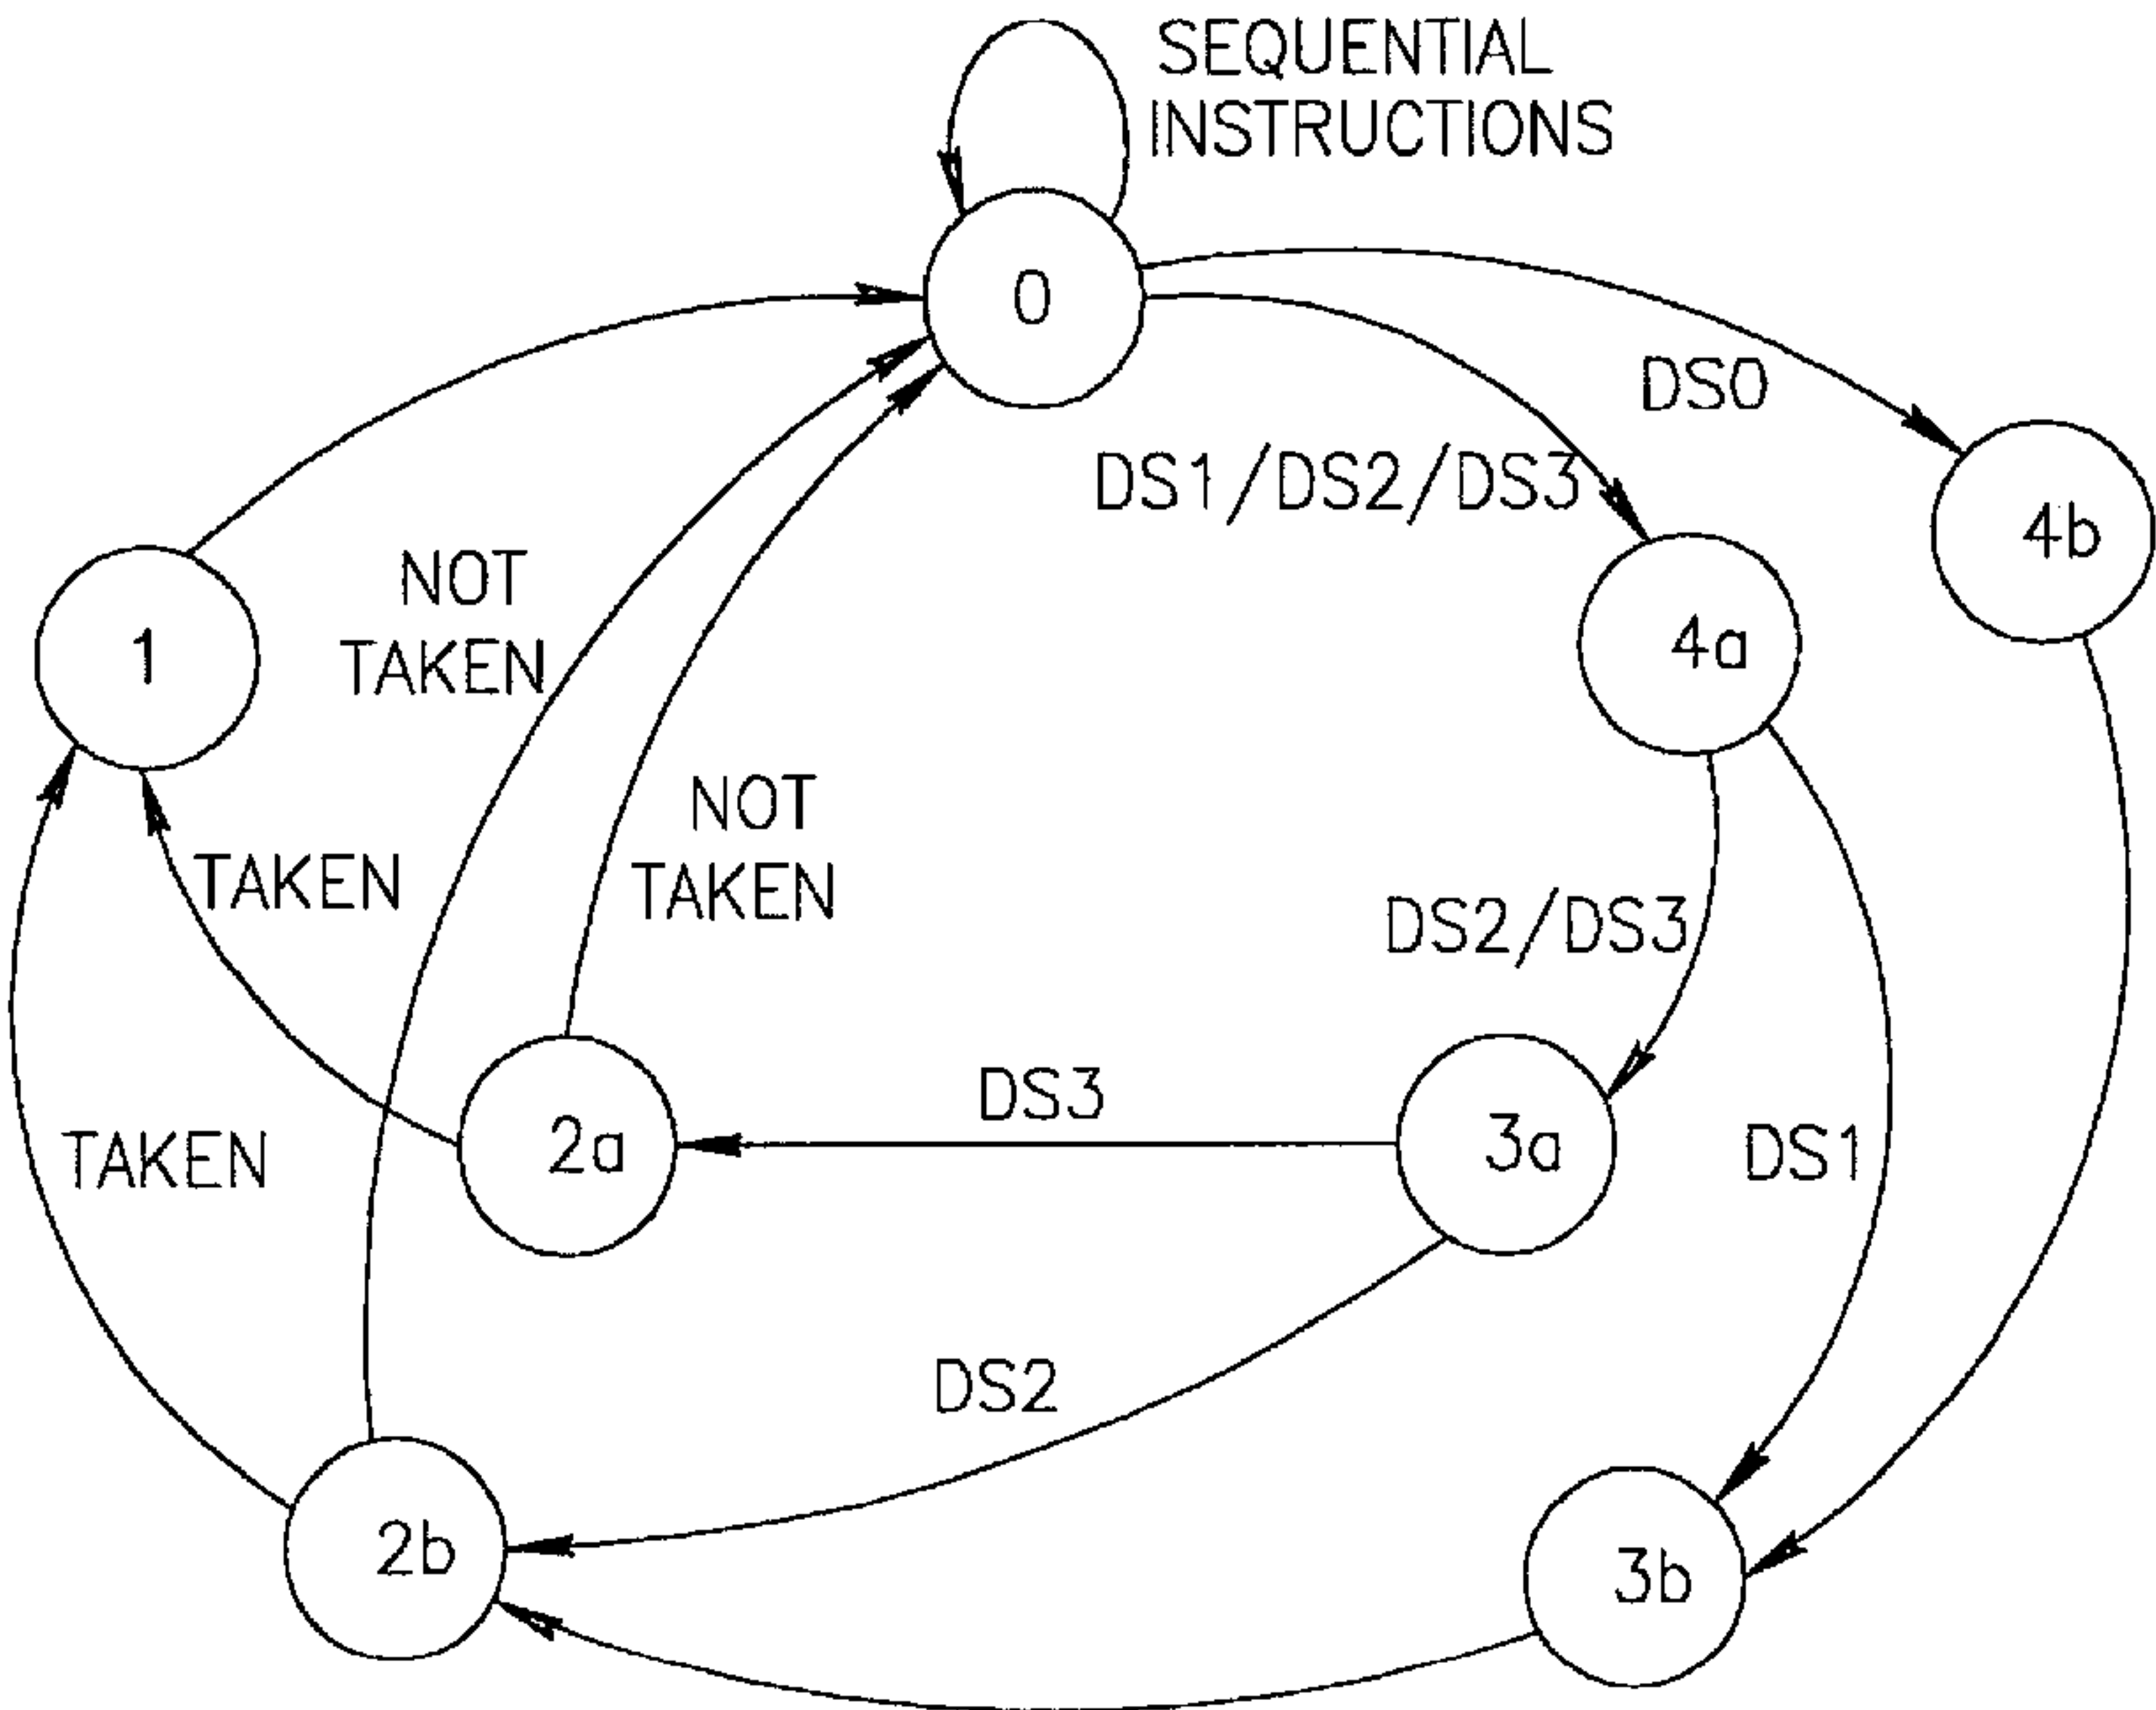 SEQUENTIAL
INSTRUCTIONS
0
DS0
DS1/DS2/DS3
4b
NOT
TAKEN
1
4a
NOT
TAKEN
TAKEN
DS2/DS3
DS3
2a
3a
TAKEN
DS1
DS2
2b
3b